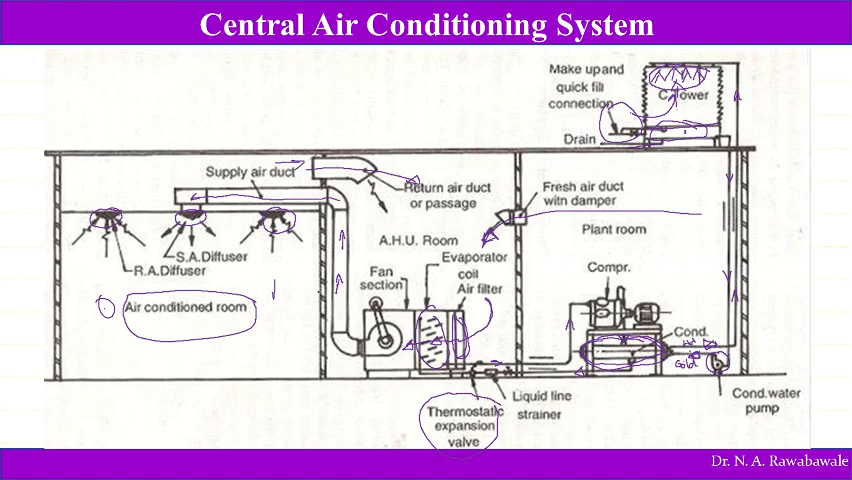 Central Air Conditioning System
Make up and
quick fill
connection
C. Tower
Drain
Supply air duct
Return air duct
or passage
Fresh air duct
with damper
Plant room
A.H.U. Room
Evaporator
coil
Air filter
Fan
section
S.A.Diffuser
R.A.Diffuser
Air conditioned room
Compr.
Cond.
cold
Liquid line
strainer
Thermostatic
expansion
valve
Cond.water
pump
Dr. N. A. Rawabawale